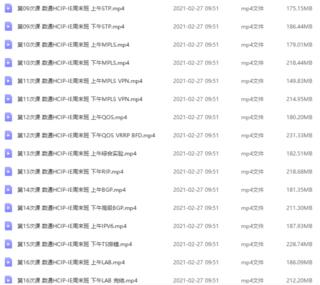 第09次课 数通HCIP-IE周末班 上午STP.mp4 2021-02-27 09:51 mp4文件 175.15MB
第09次课 数通HCIP-IE周末班 下午STP.mp4 2021-02-27 09:51 mp4文件 186.44MB
第10次课 数通HCIP-IE周末班 上午MPLS.mp4 2021-02-27 09:51 mp4文件 179.01MB
第10次课 数通HCIP-IE周末班 下午MPLS.mp4 2021-02-27 09:51 mp4文件 218.44MB
第11次课 数通HCIP-IE周末班 上午MPLS VPN.mp4 2021-02-27 09:51 mp4文件 149.83MB
第11次课 数通HCIP-IE周末班 下午MPLS VPN.mp4 2021-02-27 09:51 mp4文件 214.95MB
第12次课 数通HCIP-IE周末班 上午QOS.mp4 2021-02-27 09:51 mp4文件 180.20MB
第12次课 数通HCIP-IE周末班 下午QOS VRRP BFD.mp4 2021-02-27 09:51 mp4文件 231.33MB
第13次课 数通HCIP-IE周末班 上午综合实验.mp4 2021-02-27 09:51 mp4文件 182.51MB
第13次课 数通HCIP-IE周末班 下午RIP.mp4 2021-02-27 09:51 mp4文件 218.68MB
第14次课 数通HCIP-IE周末班 上午BGP.mp4 2021-02-27 09:51 mp4文件 181.35MB
第14次课 数通HCIP-IE周末班 下午高级BGP.mp4 2021-02-27 09:51 mp4文件 211.30MB
第15次课 数通HCIP-IE周末班 上午IPV6.mp4 2021-02-27 09:51 mp4文件 187.93MB
第15次课 数通HCIP-IE周末班 下午TS排错.mp4 2021-02-27 09:51 mp4文件 228.74MB
第16次课 数通HCIP-IE周末班 上午LAB.mp4 2021-02-27 09:51 mp4文件 186.09MB
第16次课 数通HCIP-IE周末班 下午LAB 完结.mp4 2021-02-27 09:51 mp4文件 212.20MB